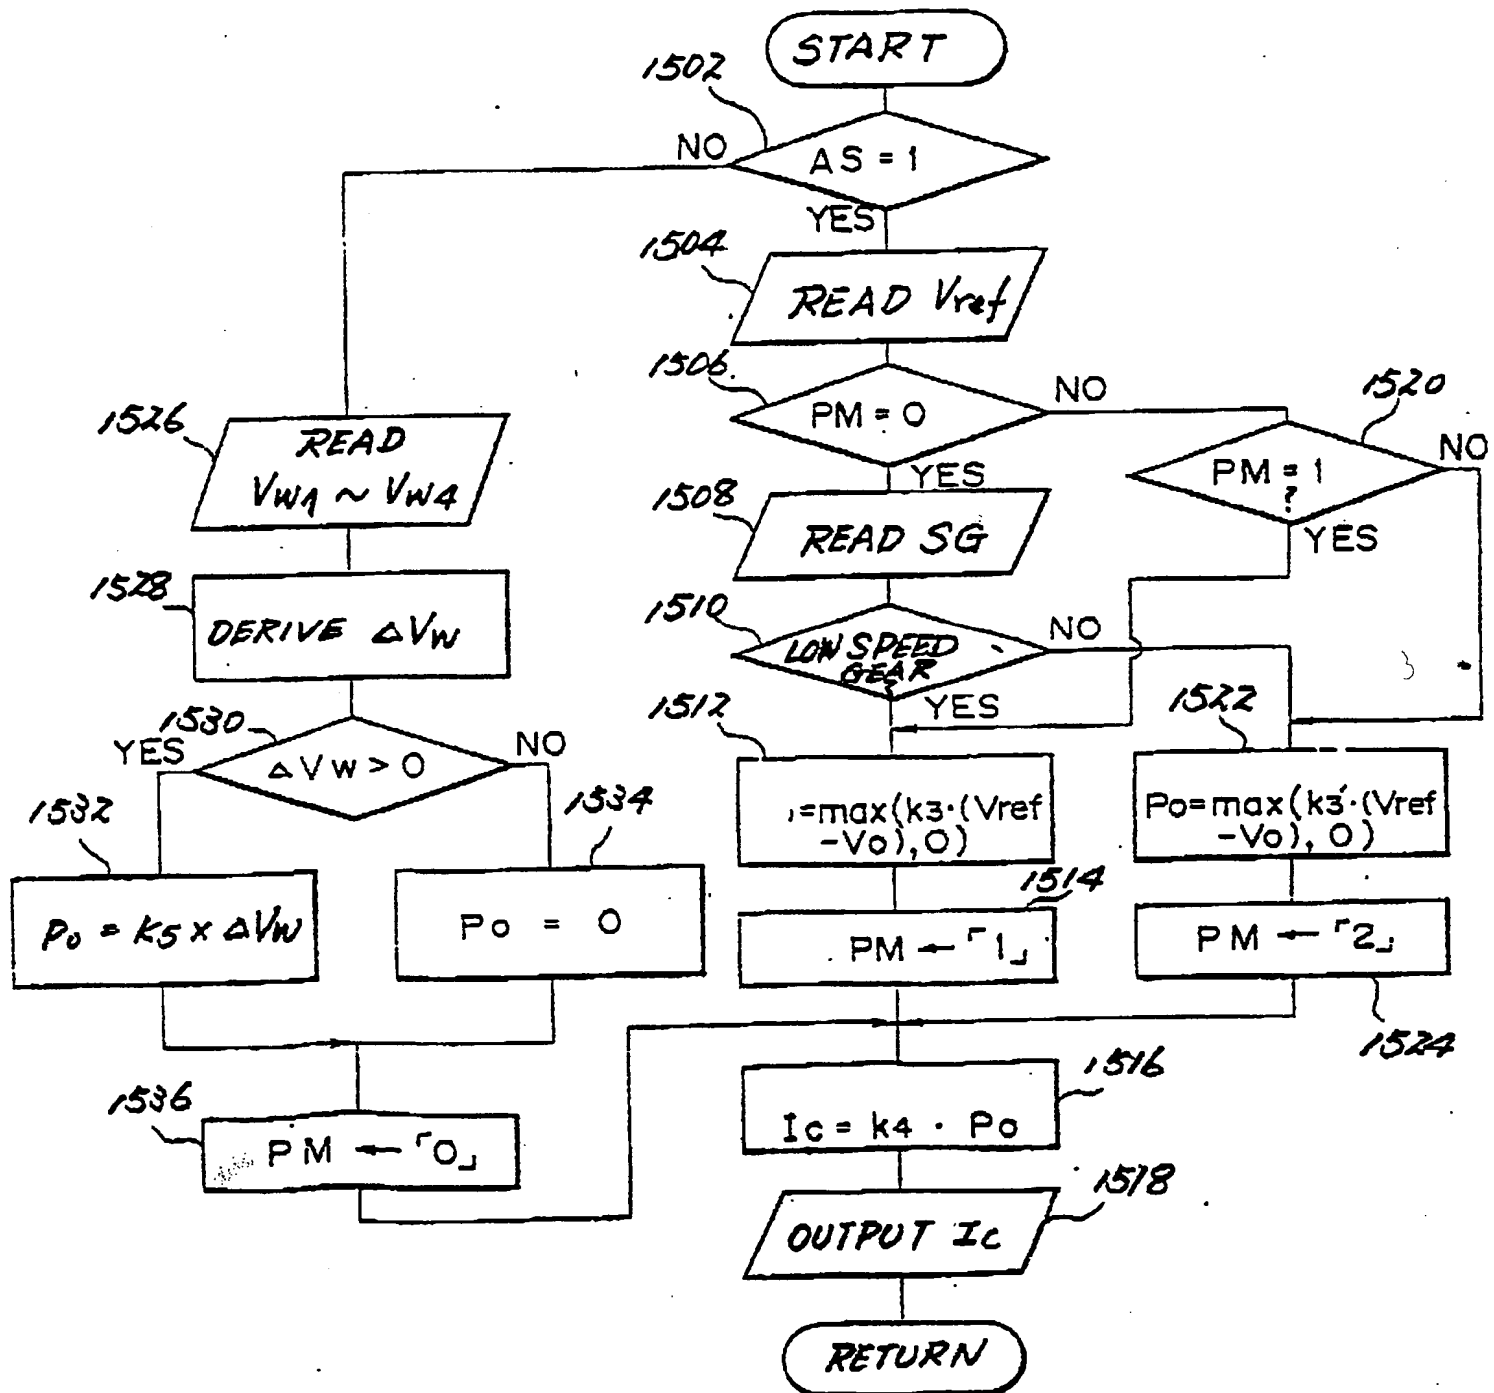 START
1502
NO
AS = 1
YES
1504
READ Vref
1506
PM = 0
NO
1520
NO
PM = 1
?
YES
YES
1526
READ
VW1 ~ VW4
1508
READ SG
1528
DERIVE ΔVW
1510
LOW SPEED
GEAR
?
NO
YES
1530
YES
ΔVW > 0
NO
1512
=max(k3·(Vref
-Vo),0)
1522
Po=max(k3'·(Vref
-Vo),0)
1532
Po = K5 x ΔVW
1534
Po = 0
1514
PM ← 「1」
PM ← 「2」
1524
1536
PM ← 「0」
1516
Ic = k4 · Po
1518
OUTPUT Ic
RETURN